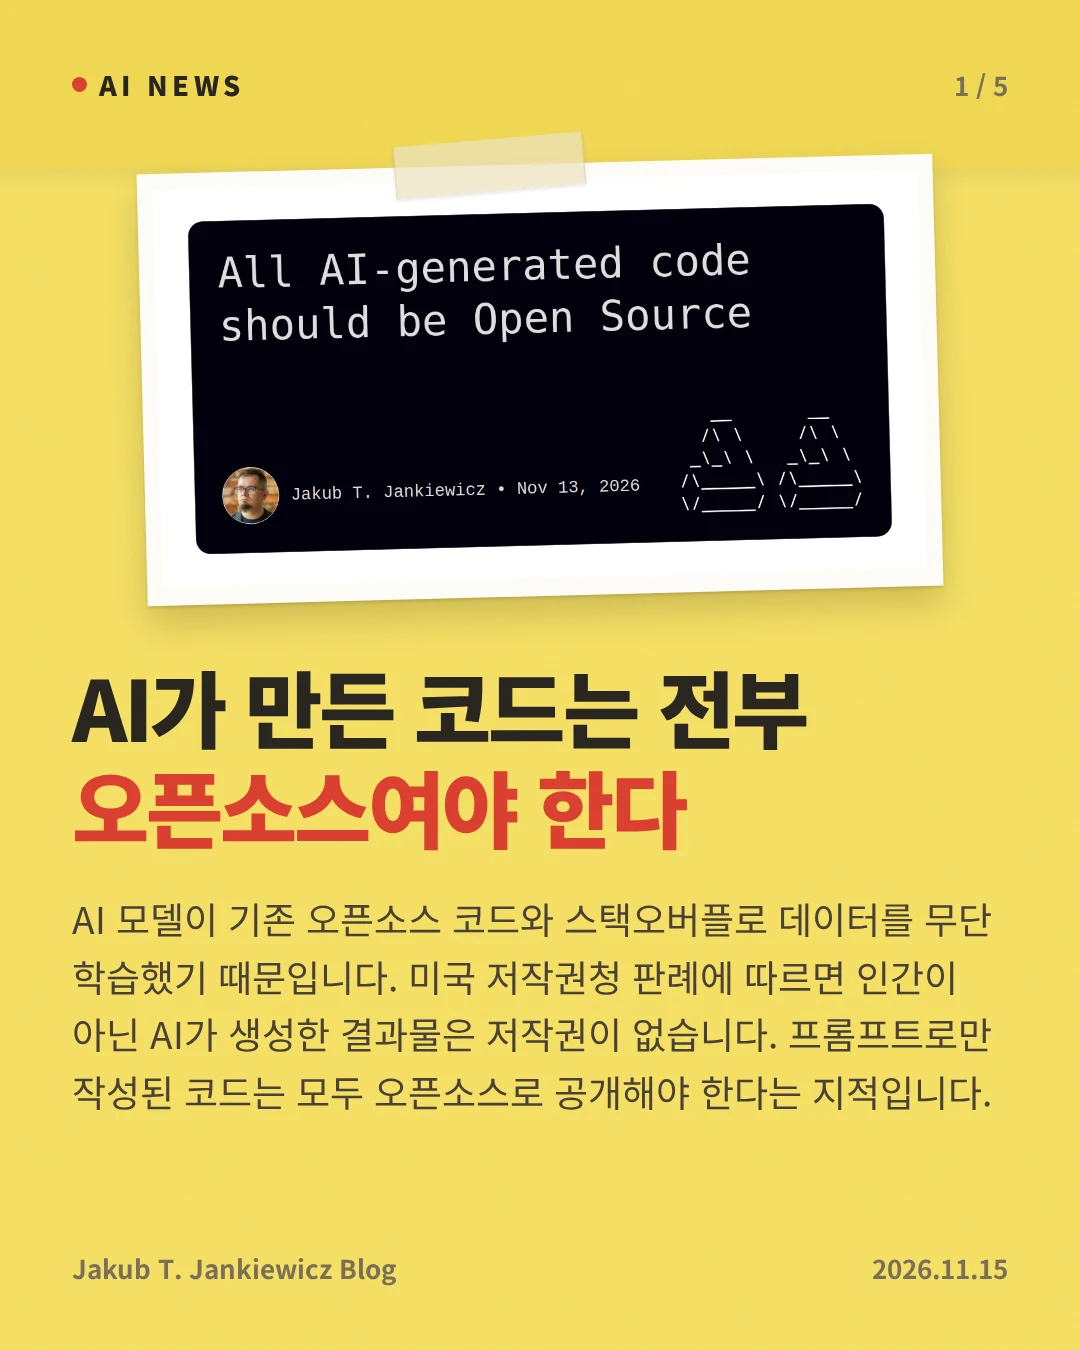 AI NEWS
1 / 5
All AI-generated code
should be Open Source
Jakub T. Jankiewicz • Nov 13, 2026
AI가 만든 코드는 전부
오픈소스여야 한다
AI 모델이 기존 오픈소스 코드와 스택오버플로 데이터를 무단
학습했기 때문입니다. 미국 저작권청 판례에 따르면 인간이
아닌 AI가 생성한 결과물은 저작권이 없습니다. 프롬프트로만
작성된 코드는 모두 오픈소스로 공개해야 한다는 지적입니다.
Jakub T. Jankiewicz Blog
2026.11.15